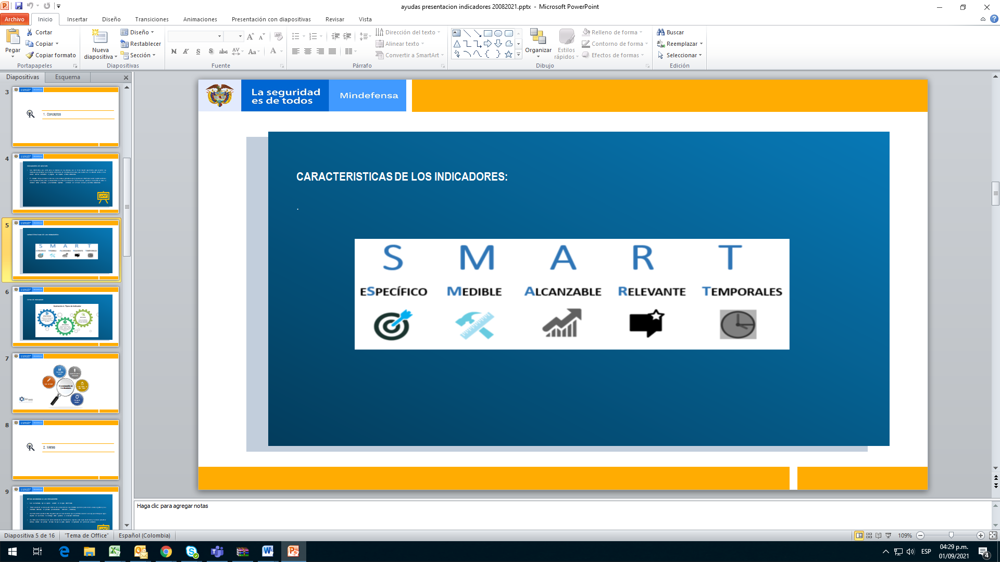 ayudas presentacion indicadores 20082021.pptx - Microsoft PowerPoint
Archivo Inicio Insertar Diseño Transiciones Animaciones Presentación con diapositivas Revisar Vista
Pegar
Cortar
Copiar
Copiar formato
Portapapeles
Nueva diapositiva
Diseño
Restablecer
Sección
Diapositivas
N K S S abc AV Aa A
Fuente
Dirección del texto
Alinear texto
Convertir a SmartArt
Párrafo
Organizar
Estilos rápidos
Relleno de forma
Contorno de forma
Efectos de formas
Dibujo
Buscar
Reemplazar
Seleccionar
Edición
Diapositivas Esquema
3
1. Conceptos
4
5
6
7
8
2. Metas
9
La seguridad
es de todos
Mindefensa
CARACTERISTICAS DE LOS INDICADORES:
.
S M A R T
ESPECÍFICO MEDIBLE ALCANZABLE RELEVANTE TEMPORALES
Haga clic para agregar notas
Diapositiva 5 de 16 "Tema de Office" Español (Colombia) 109%
ESP 04:29 p.m.
01/09/2021
4